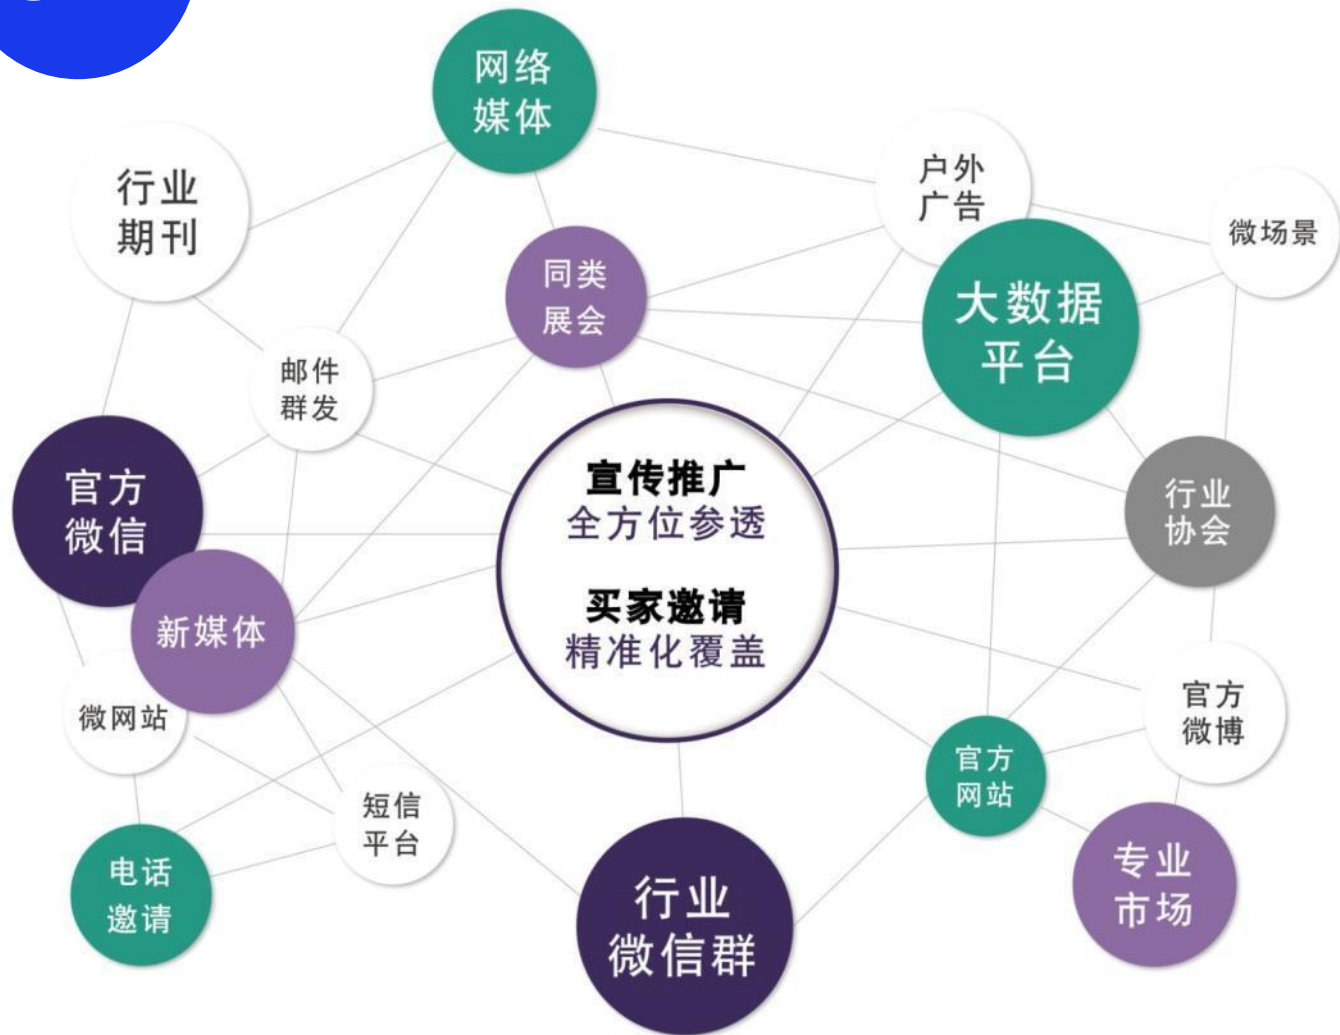 网络
媒体
行业
期刊
户外
广告
微场景
同类
展会
大数据
平台
邮件
群发
官方
微信
宣传推广
全方位参透
买家邀请
精准化覆盖
行业
协会
新媒体
微网站
官方
微博
官方
网站
短信
平台
电话
邀请
行业
微信群
专业
市场